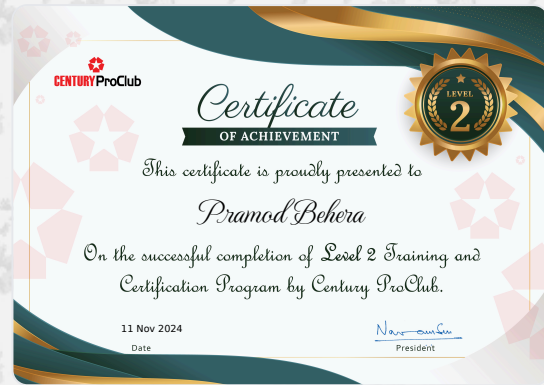 CENTURY ProClub
LEVEL
2
Certificate
OF ACHIEVEMENT
This certificate is proudly presented to
Pramod Behera
On the successful completion of Level 2 Training and
Certification Program by Century ProClub.
11 Nov 2024
Date
President